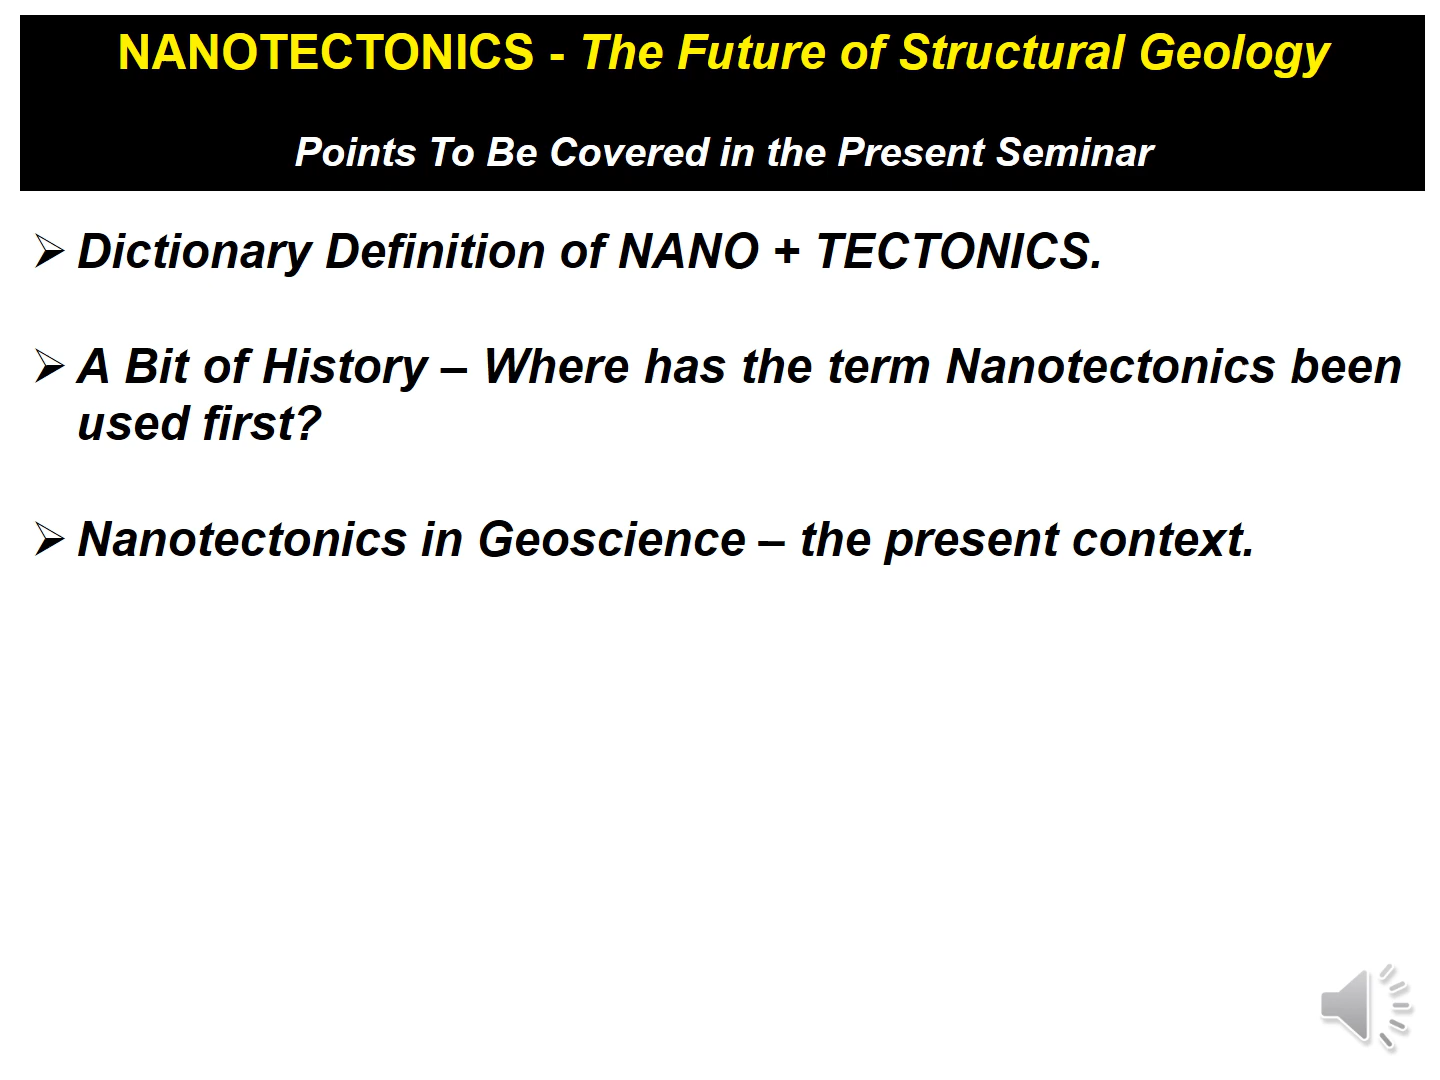 NANOTECTONICS - The Future of Structural Geology
Points To Be Covered in the Present Seminar
➢ Dictionary Definition of NANO + TECTONICS.
➢ A Bit of History – Where has the term Nanotectonics been
used first?
➢ Nanotectonics in Geoscience – the present context.